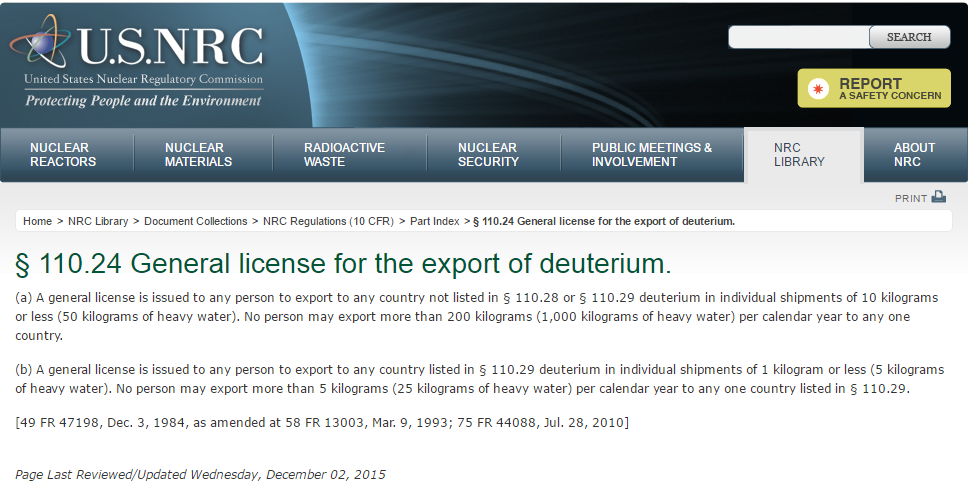 U.S.NRC
United States Nuclear Regulatory Commission
Protecting People and the Environment
SEARCH
REPORT
A SAFETY CONCERN
NUCLEAR
REACTORS
NUCLEAR
MATERIALS
RADIOACTIVE
WASTE
NUCLEAR
SECURITY
PUBLIC MEETINGS &
INVOLVEMENT
NRC
LIBRARY
ABOUT
NRC
PRINT
Home > NRC Library > Document Collections > NRC Regulations (10 CFR) > Part Index > § 110.24 General license for the export of deuterium.
§ 110.24 General license for the export of deuterium.
(a) A general license is issued to any person to export to any country not listed in § 110.28 or § 110.29 deuterium in individual shipments of 10 kilograms
or less (50 kilograms of heavy water). No person may export more than 200 kilograms (1,000 kilograms of heavy water) per calendar year to any one
country.
(b) A general license is issued to any person to export to any country listed in § 110.29 deuterium in individual shipments of 1 kilogram or less (5 kilograms
of heavy water). No person may export more than 5 kilograms (25 kilograms of heavy water) per calendar year to any one country listed in § 110.29.
[49 FR 47198, Dec. 3, 1984, as amended at 58 FR 13003, Mar. 9, 1993; 75 FR 44088, Jul. 28, 2010]
Page Last Reviewed/Updated Wednesday, December 02, 2015